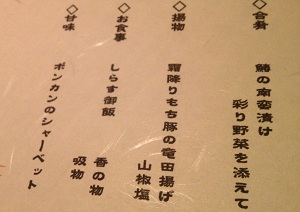 ◇合肴
鰆の南蛮漬け
彩り野菜を添えて
◇揚物
霜降りもち豚の竜田揚げ
山椒塩
◇お食事
しらす御飯
香の物
吸物
◇甘味
ポンカンのシャーベット